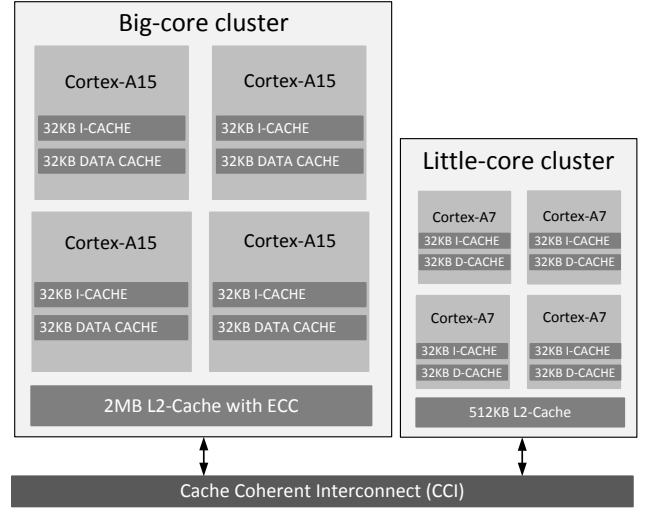 Big-core cluster
Cortex-A15
32KB I-CACHE
32KB DATA CACHE
Cortex-A15
32KB I-CACHE
32KB DATA CACHE
Cortex-A15
32KB I-CACHE
32KB DATA CACHE
Cortex-A15
32KB I-CACHE
32KB DATA CACHE
2MB L2-Cache with ECC
Little-core cluster
Cortex-A7
32KB I-CACHE
32KB D-CACHE
Cortex-A7
32KB I-CACHE
32KB D-CACHE
Cortex-A7
32KB I-CACHE
32KB D-CACHE
Cortex-A7
32KB I-CACHE
32KB D-CACHE
512KB L2-Cache
Cache Coherent Interconnect (CCI)